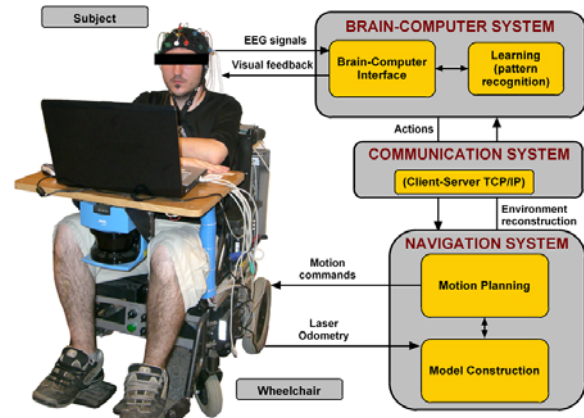 Subject
EEG signals
Visual feedback
BRAIN-COMPUTER SYSTEM
Brain-Computer
Interface
Learning
(pattern
recognition)
Actions
COMMUNICATION SYSTEM
(Client-Server TCP/IP)
Environment
reconstruction
NAVIGATION SYSTEM
Motion
commands
Motion Planning
Laser
Odometry
Model Construction
Wheelchair